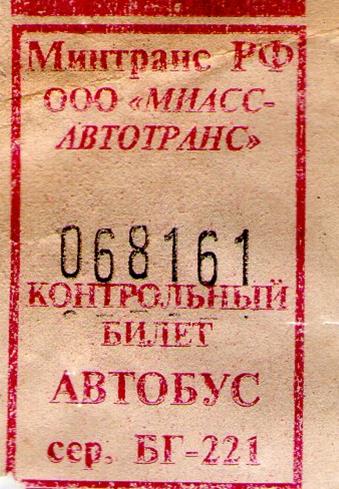 Минтранс РФ
ООО «МИАСС-
АВТОТРАНС»
068161
КОНТРОЛЬНЫЙ
БИЛЕТ
АВТОБУС
сер. БГ-221